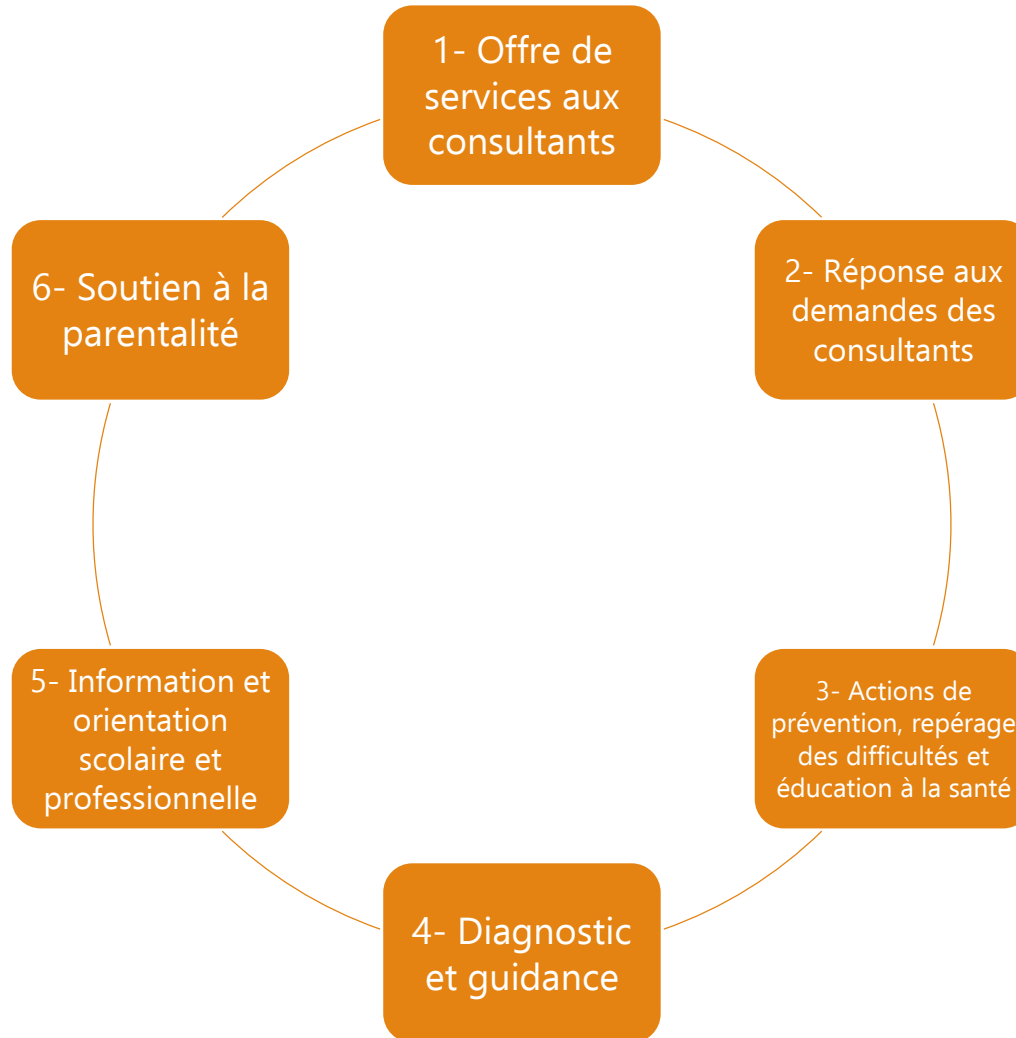 1- Offre de
services aux
consultants
2- Réponse aux
demandes des
consultants
3- Actions de
prévention, repérage
des difficultés et
éducation à la santé
4- Diagnostic
et guidance
5- Information et
orientation
scolaire et
professionnelle
6- Soutien à la
parentalité